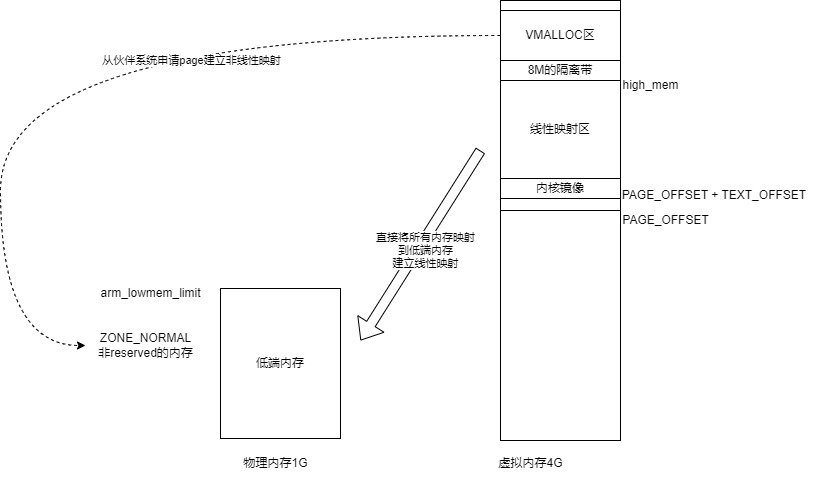 VMALLOC区
从伙伴系统申请page建立非线性映射
8M的隔离带
high_mem
线性映射区
内核镜像
PAGE_OFFSET + TEXT_OFFSET
PAGE_OFFSET
直接将所有内存映射
到低端内存
建立线性映射
arm_lowmem_limit
ZONE_NORMAL
非reserved的内存
低端内存
物理内存1G
虚拟内存4G